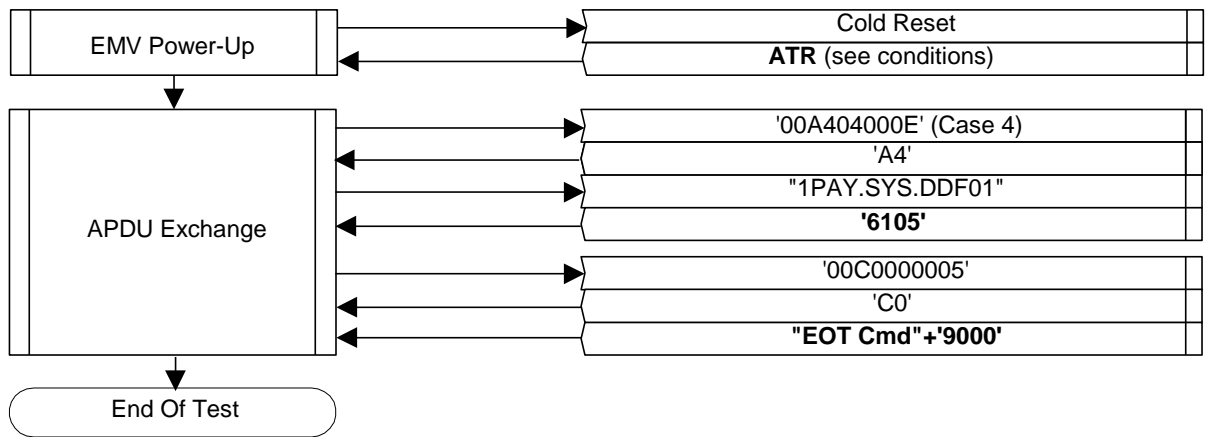 EMV Power-Up
Cold Reset
ATR (see conditions)
APDU Exchange
'00A404000E' (Case 4)
'A4'
"1PAY.SYS.DDF01"
'6105'
'00C0000005'
'C0'
"EOT Cmd"+'9000'
End Of Test